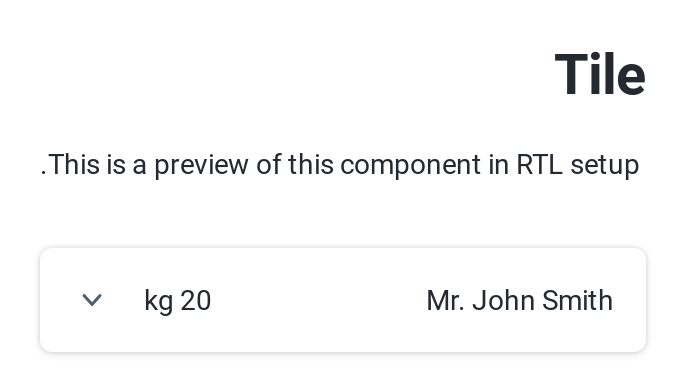 Tile
.This is a preview of this component in RTL setup
Mr. John Smith
kg 20